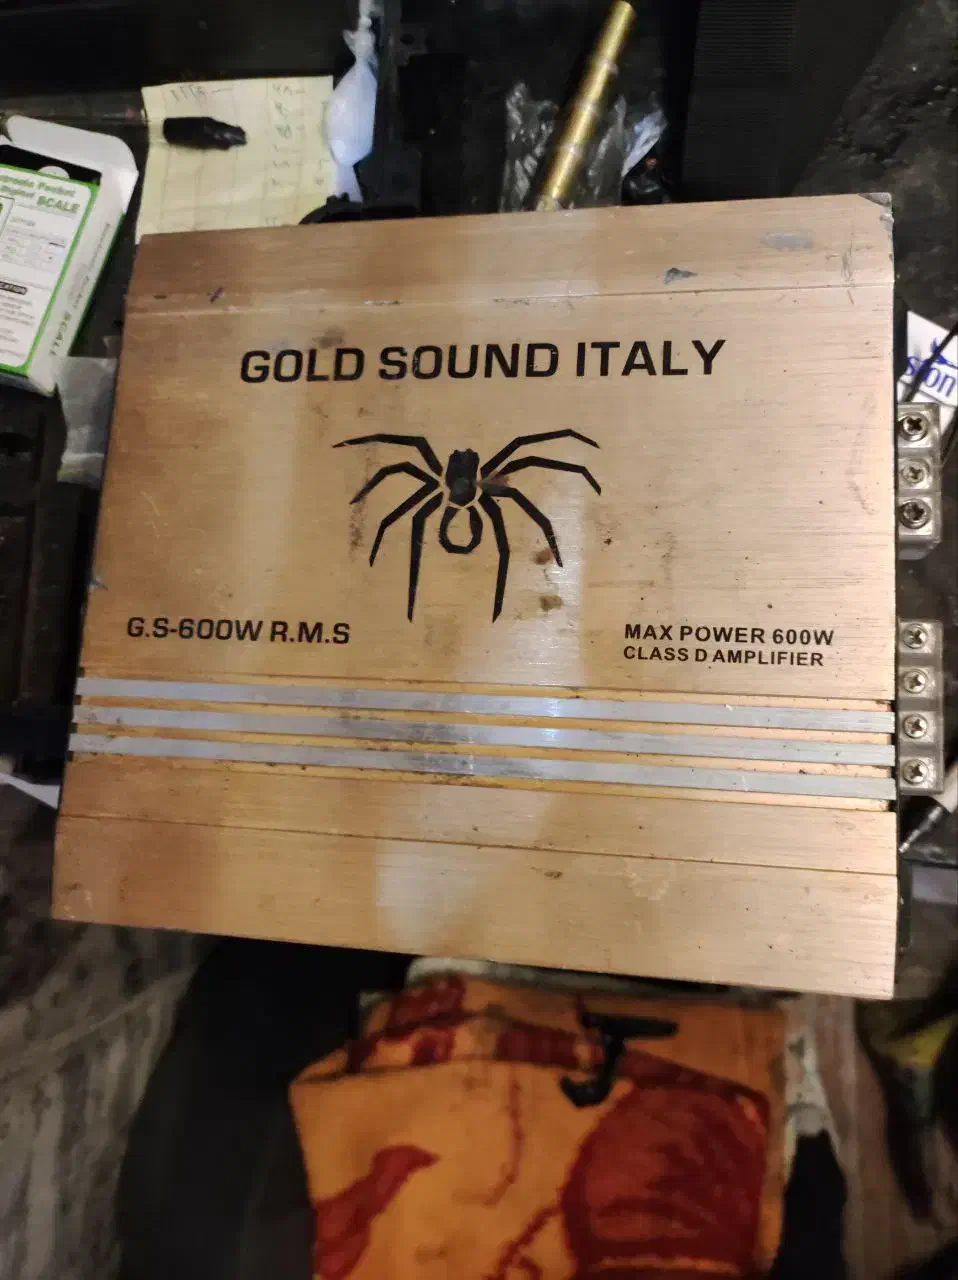 SCALE
GOLD SOUND ITALY
G.S-600W R.M.S
MAX POWER 600W
CLASS D AMPLIFIER